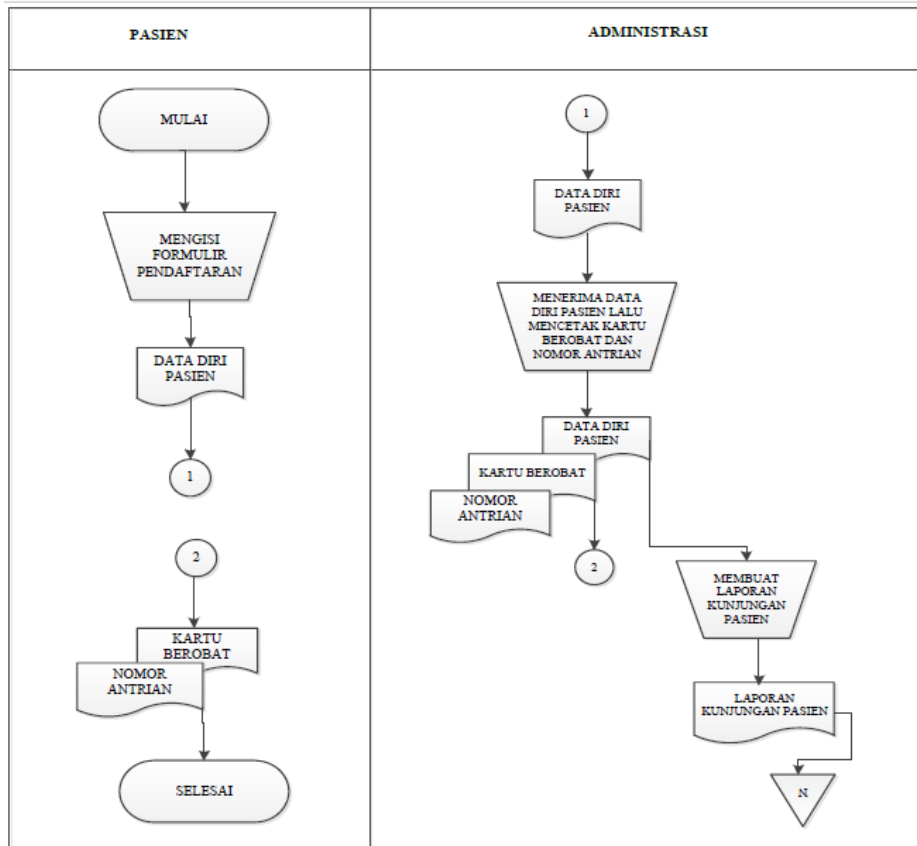 PASIEN
MULAI
MENGISI
FORMULIR
PENDAFTARAN
DATA DIRI
PASIEN
1
2
KARTU
BEROBAT
NOMOR
ANTRIAN
SELESAI
ADMINISTRASI
1
DATA DIRI
PASIEN
MENERIMA DATA
DIRI PASIEN LALU
MENCETAK KARTU
BEROBAT DAN
NOMOR ANTRIAN
DATA DIRI
PASIEN
KARTU BEROBAT
NOMOR
ANTRIAN
2
MEMBUAT
LAPORAN
KUNJUNGAN
PASIEN
LAPORAN
KUNJUNGAN PASIEN
N